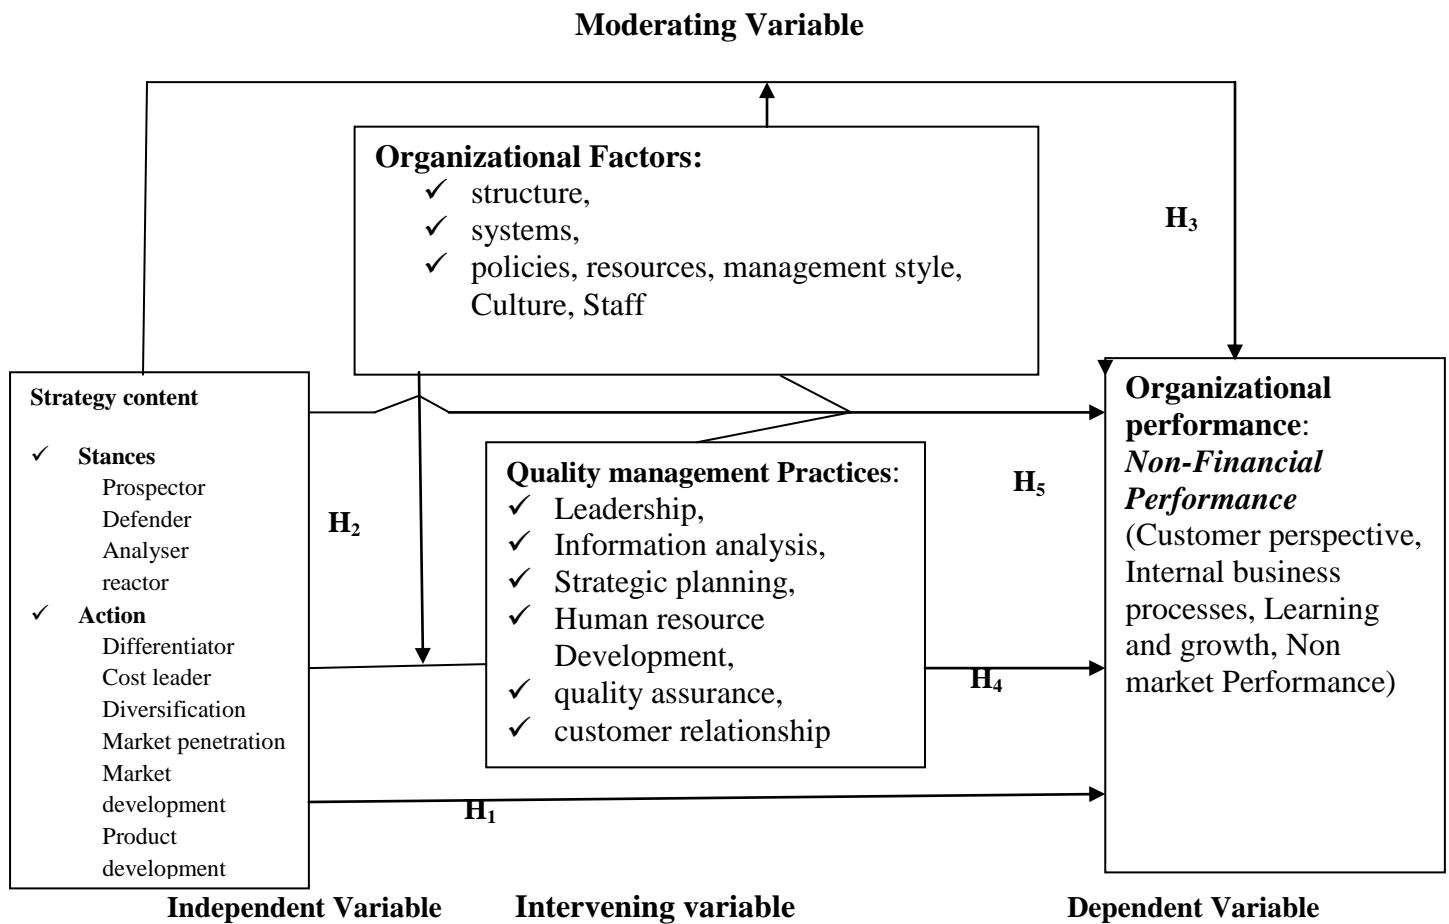 Moderating Variable
Organizational Factors:
✓ structure,
✓ systems,
✓ policies, resources, management style,
Culture, Staff
H₃
Strategy content
✓ Stances
Prospector
Defender
Analyser
reactor
✓ Action
Differentiator
Cost leader
Diversification
Market penetration
Market
development
Product
development
H₂
Quality management Practices:
✓ Leadership,
✓ Information analysis,
✓ Strategic planning,
✓ Human resource
Development,
✓ quality assurance,
✓ customer relationship
H₅
H₄
H₁
Organizational
performance:
Non-Financial
Performance
(Customer perspective,
Internal business
processes, Learning
and growth, Non
market Performance)
Independent Variable
Intervening variable
Dependent Variable